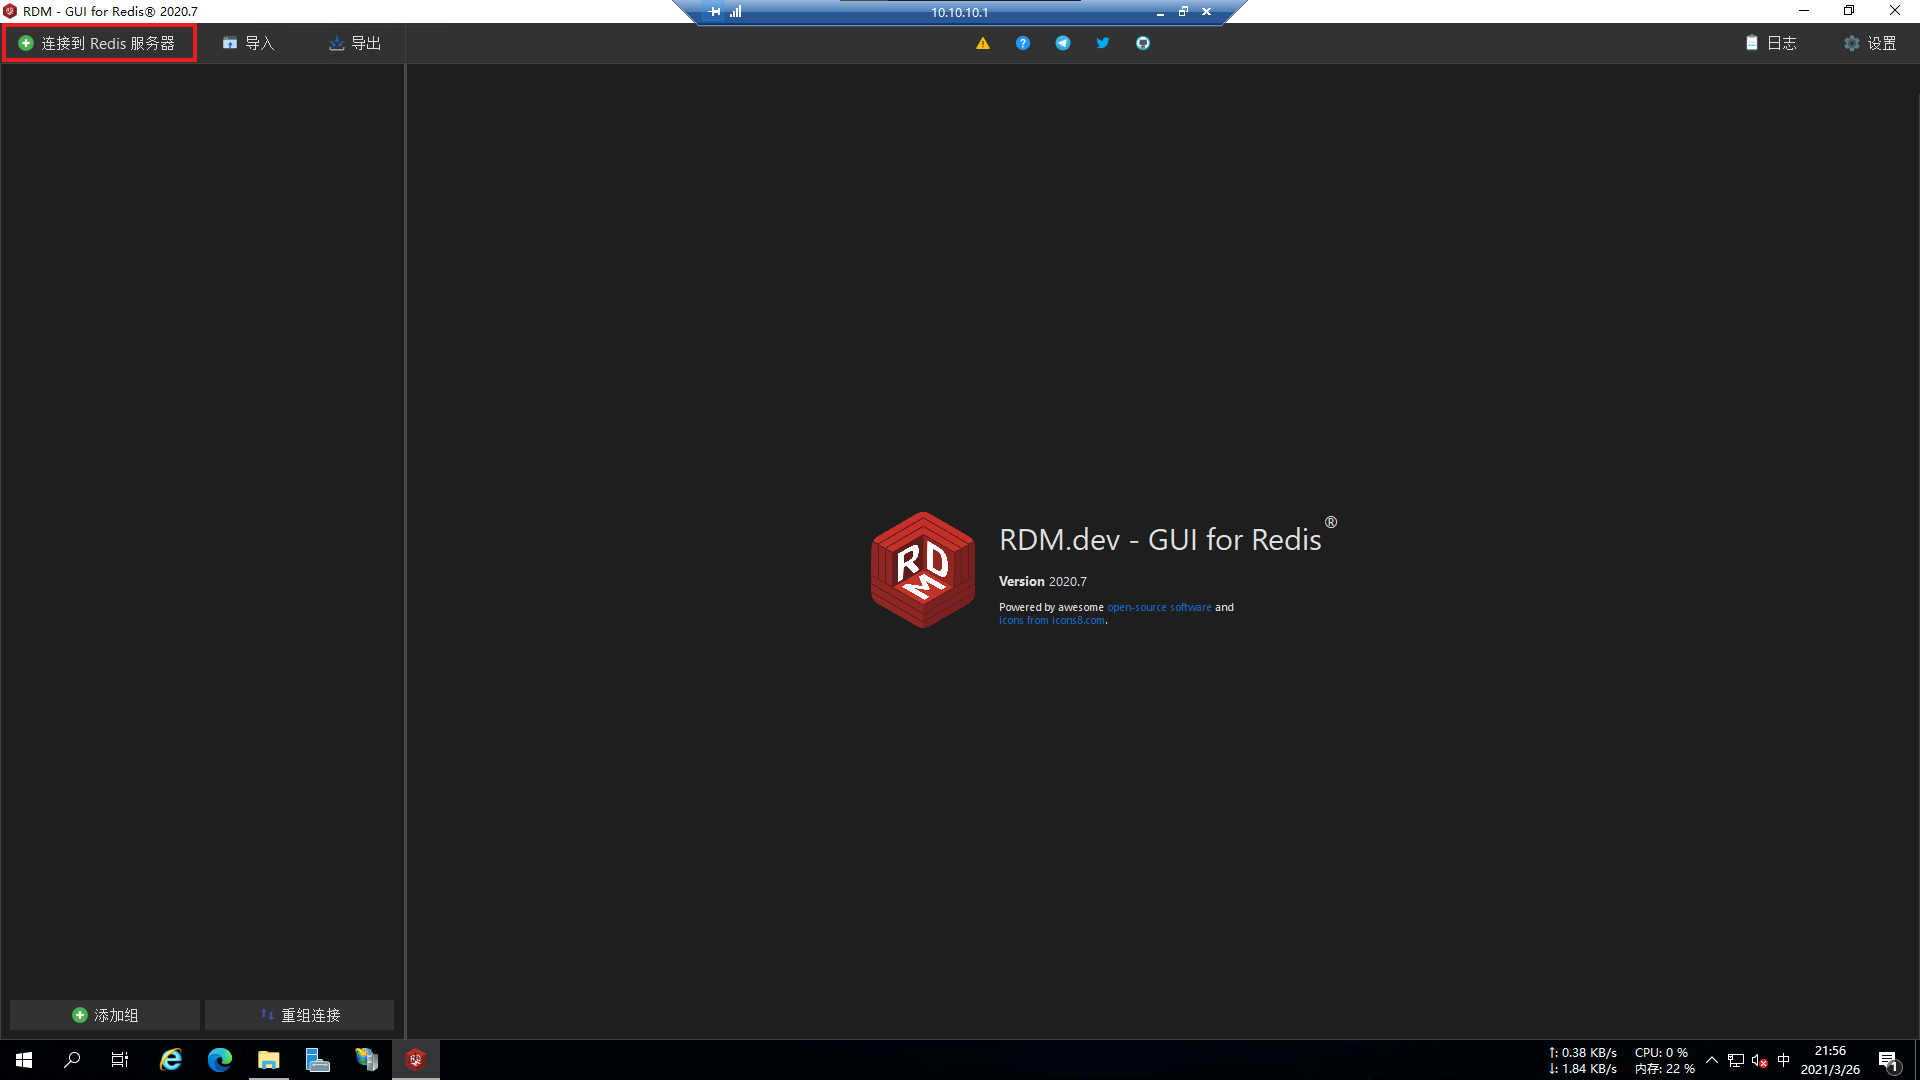 RDM - GUI for Redis® 2020.7
10.10.10.1
连接到 Redis 服务器
导入
导出
日志
设置
RDM
RDM.dev - GUI for Redis®
Version 2020.7
Powered by awesome open-source software and
icons from icons8.com.
添加组
重组连接
↑: 0.38 KB/s
↓: 1.84 KB/s
CPU: 0 %
内存: 22 %
中
21:56
2021/3/26
1